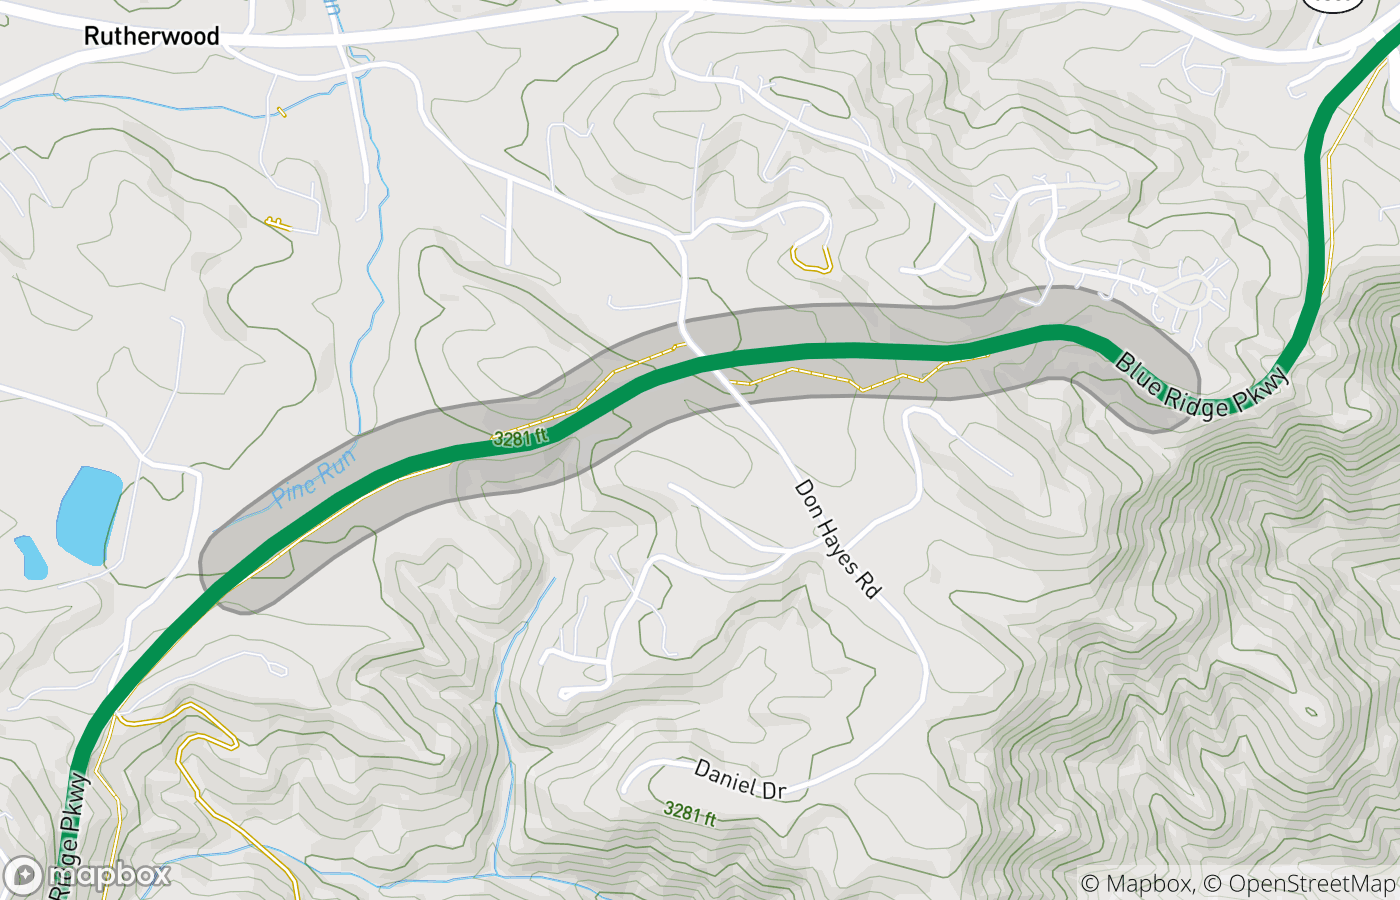 Rutherwood
Blue Ridge Pkwy
3281 ft
Pine Run
Don Hayes Rd
Daniel Dr
3281 ft
Ridge Pkwy
mapbox
© Mapbox, © OpenStreetMap